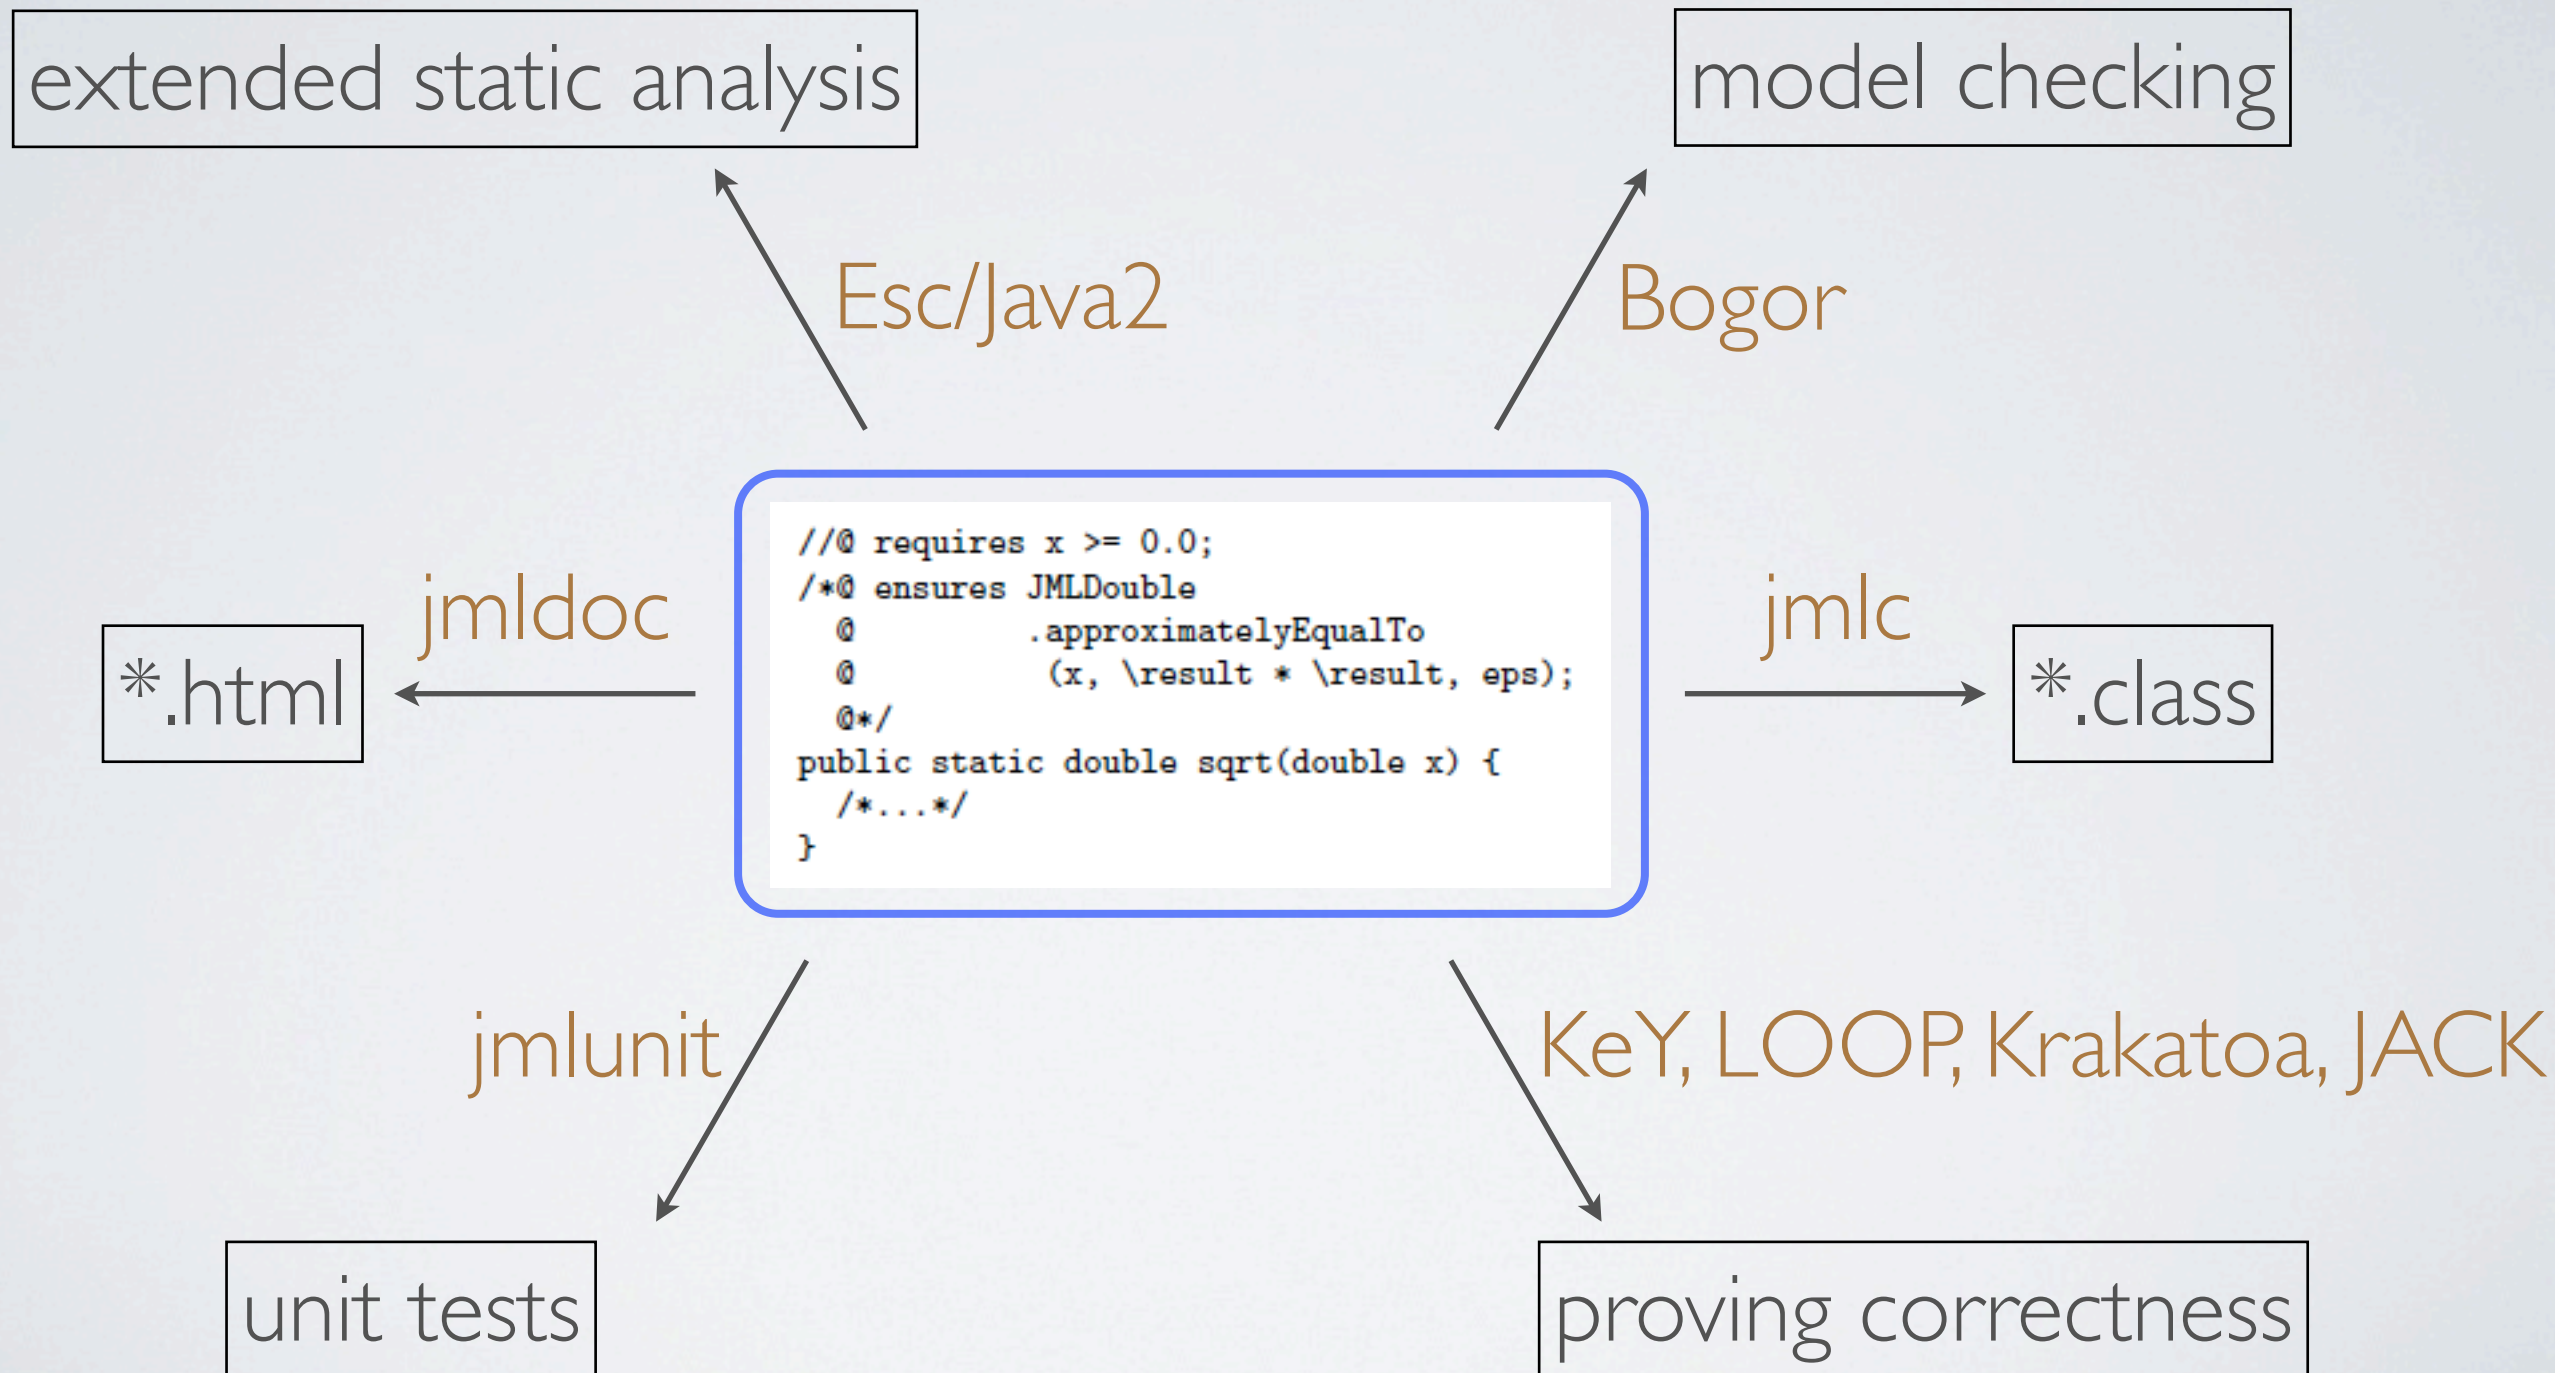 extended static analysis
model checking
Esc/Java2
Bogor
//@ requires x >= 0.0;
/*@ ensures JMLDouble
  @         .approximatelyEqualTo
  @          (x, \result * \result, eps);
  @*/
public static double sqrt(double x) {
  /*...*/
}
jmldoc
*.html
jmlc
*.class
jmlunit
KeY, LOOP, Krakatoa, JACK
unit tests
proving correctness